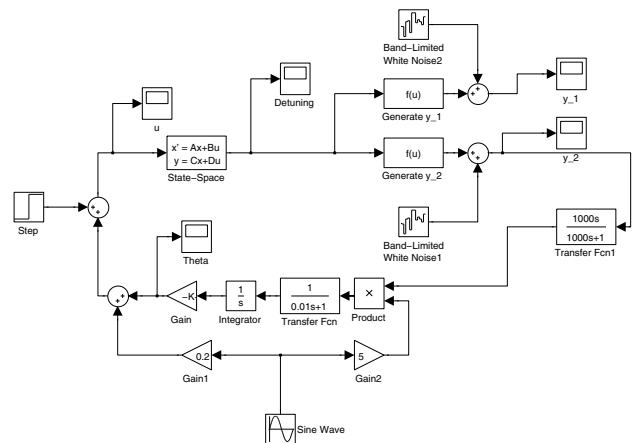 Band-Limited
White Noise2
y_1
Detuning
u
f(u)
Generate y_1
x' = Ax+Bu
y = Cx+Du
State-Space
f(u)
Generate y_2
y_2
Step
Band-Limited
White Noise1
1000s
1000s+1
Transfer Fcn1
Theta
-K-
Gain
1
s
Integrator
1
0.01s+1
Transfer Fcn
×
Product
0.2
Gain1
5
Gain2
Sine Wave